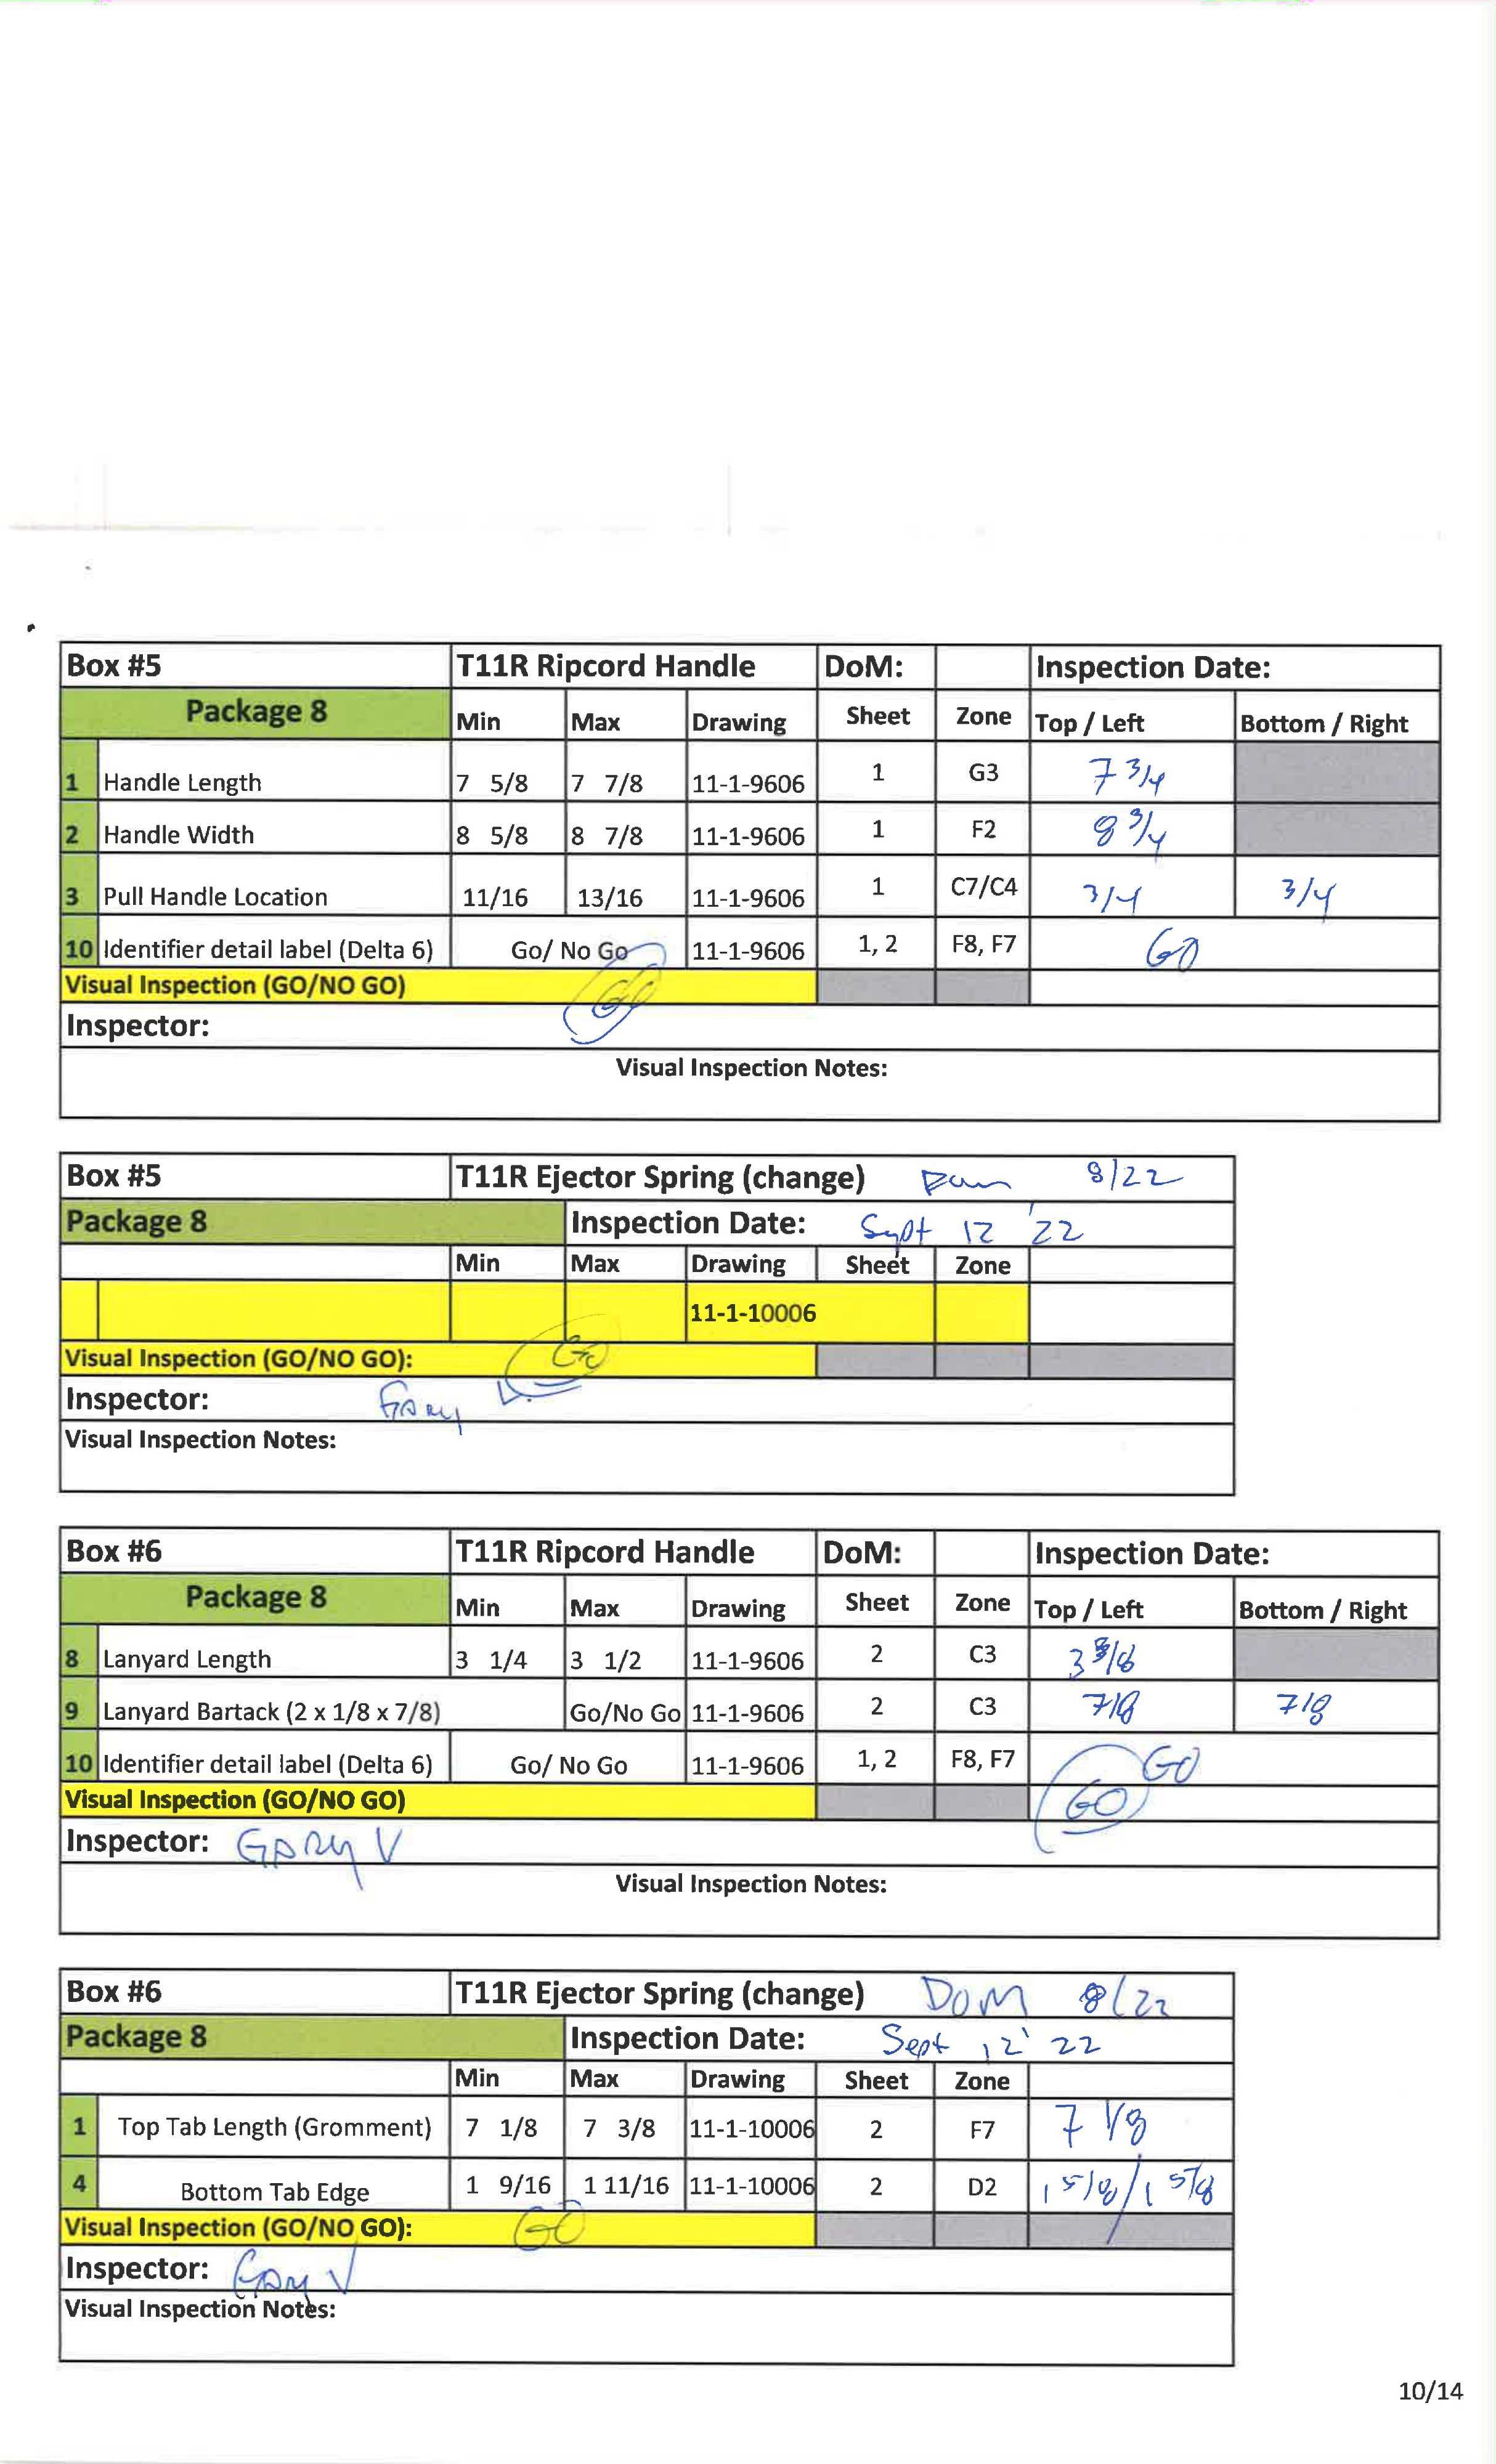 Box #5 T11R Ripcord Handle DoM: Inspection Date:
Package 8 Min Max Drawing Sheet Zone Top / Left Bottom / Right
1 Handle Length 7 5/8 7 7/8 11-1-9606 1 G3 7 3/4
2 Handle Width 8 5/8 8 7/8 11-1-9606 1 F2 8 3/4
3 Pull Handle Location 11/16 13/16 11-1-9606 1 C7/C4 3/4 3/4
10 Identifier detail label (Delta 6) Go/ No Go 11-1-9606 1, 2 F8, F7 GO
Visual Inspection (GO/NO GO) GO
Inspector:
Visual Inspection Notes:
Box #5 T11R Ejector Spring (change) 8/22
Package 8 Inspection Date: Sept 12 '22
Min Max Drawing Sheet Zone
11-1-10006
Visual Inspection (GO/NO GO): GO
Inspector: Gary V.
Visual Inspection Notes:
Box #6 T11R Ripcord Handle DoM: Inspection Date:
Package 8 Min Max Drawing Sheet Zone Top / Left Bottom / Right
8 Lanyard Length 3 1/4 3 1/2 11-1-9606 2 C3 3 3/8
9 Lanyard Bartack (2 x 1/8 x 7/8) Go/No Go 11-1-9606 2 C3 7/8 7/8
10 Identifier detail label (Delta 6) Go/ No Go 11-1-9606 1, 2 F8, F7 GO
Visual Inspection (GO/NO GO) GO
Inspector: Gary V
Visual Inspection Notes:
Box #6 T11R Ejector Spring (change) DOM 8/22
Package 8 Inspection Date: Sept 12' 22
Min Max Drawing Sheet Zone
1 Top Tab Length (Gromment) 7 1/8 7 3/8 11-1-10006 2 F7 7 1/8
4 Bottom Tab Edge 1 9/16 1 11/16 11-1-10006 2 D2 1 5/8 / 1 5/8
Visual Inspection (GO/NO GO): GO
Inspector: Gary V
Visual Inspection Notes:
10/14